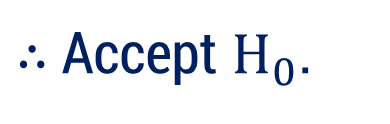 ∴ Accept H₀.